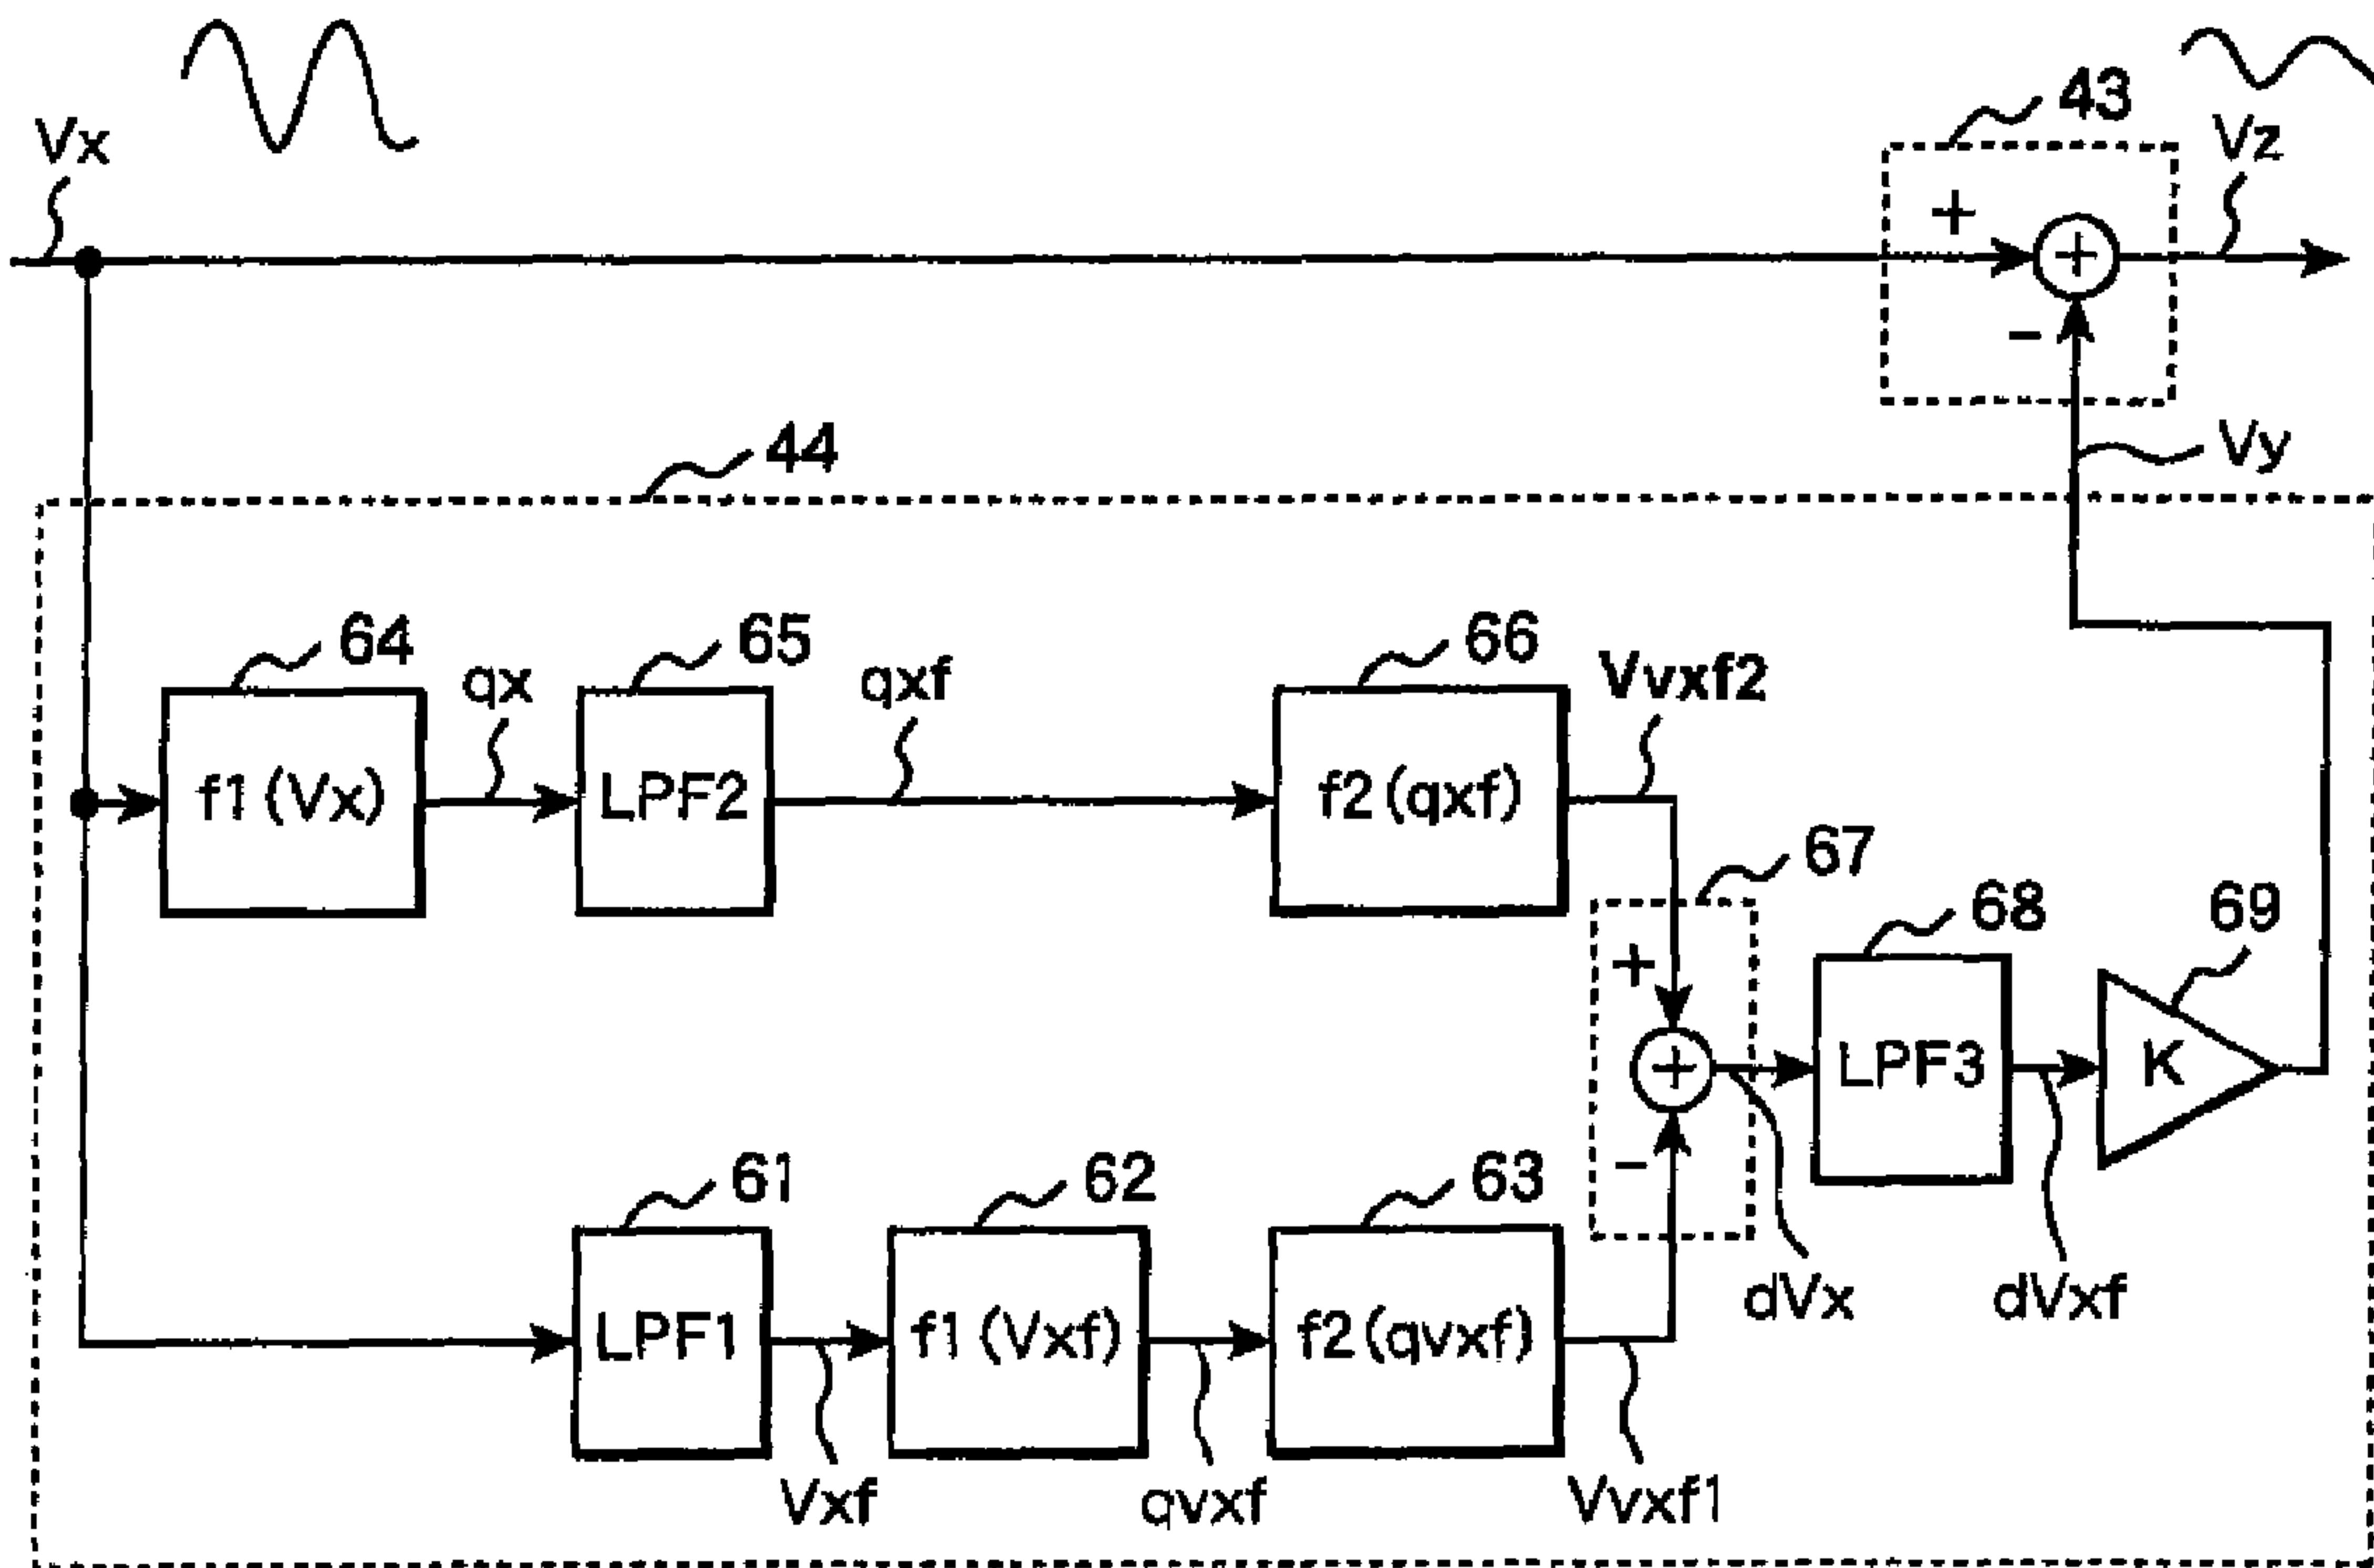 43
Vx
Vz
+
+
-
44
Vy
64
65
66
qx
qxf
Vvxf2
f1(Vx)
LPF2
f2(qxf)
67
68
69
+
+
LPF3
K
-
61
62
63
dVx
dVxf
LPF1
f1(Vxf)
f2(qvxf)
Vxf
qvxf
Vvxf1